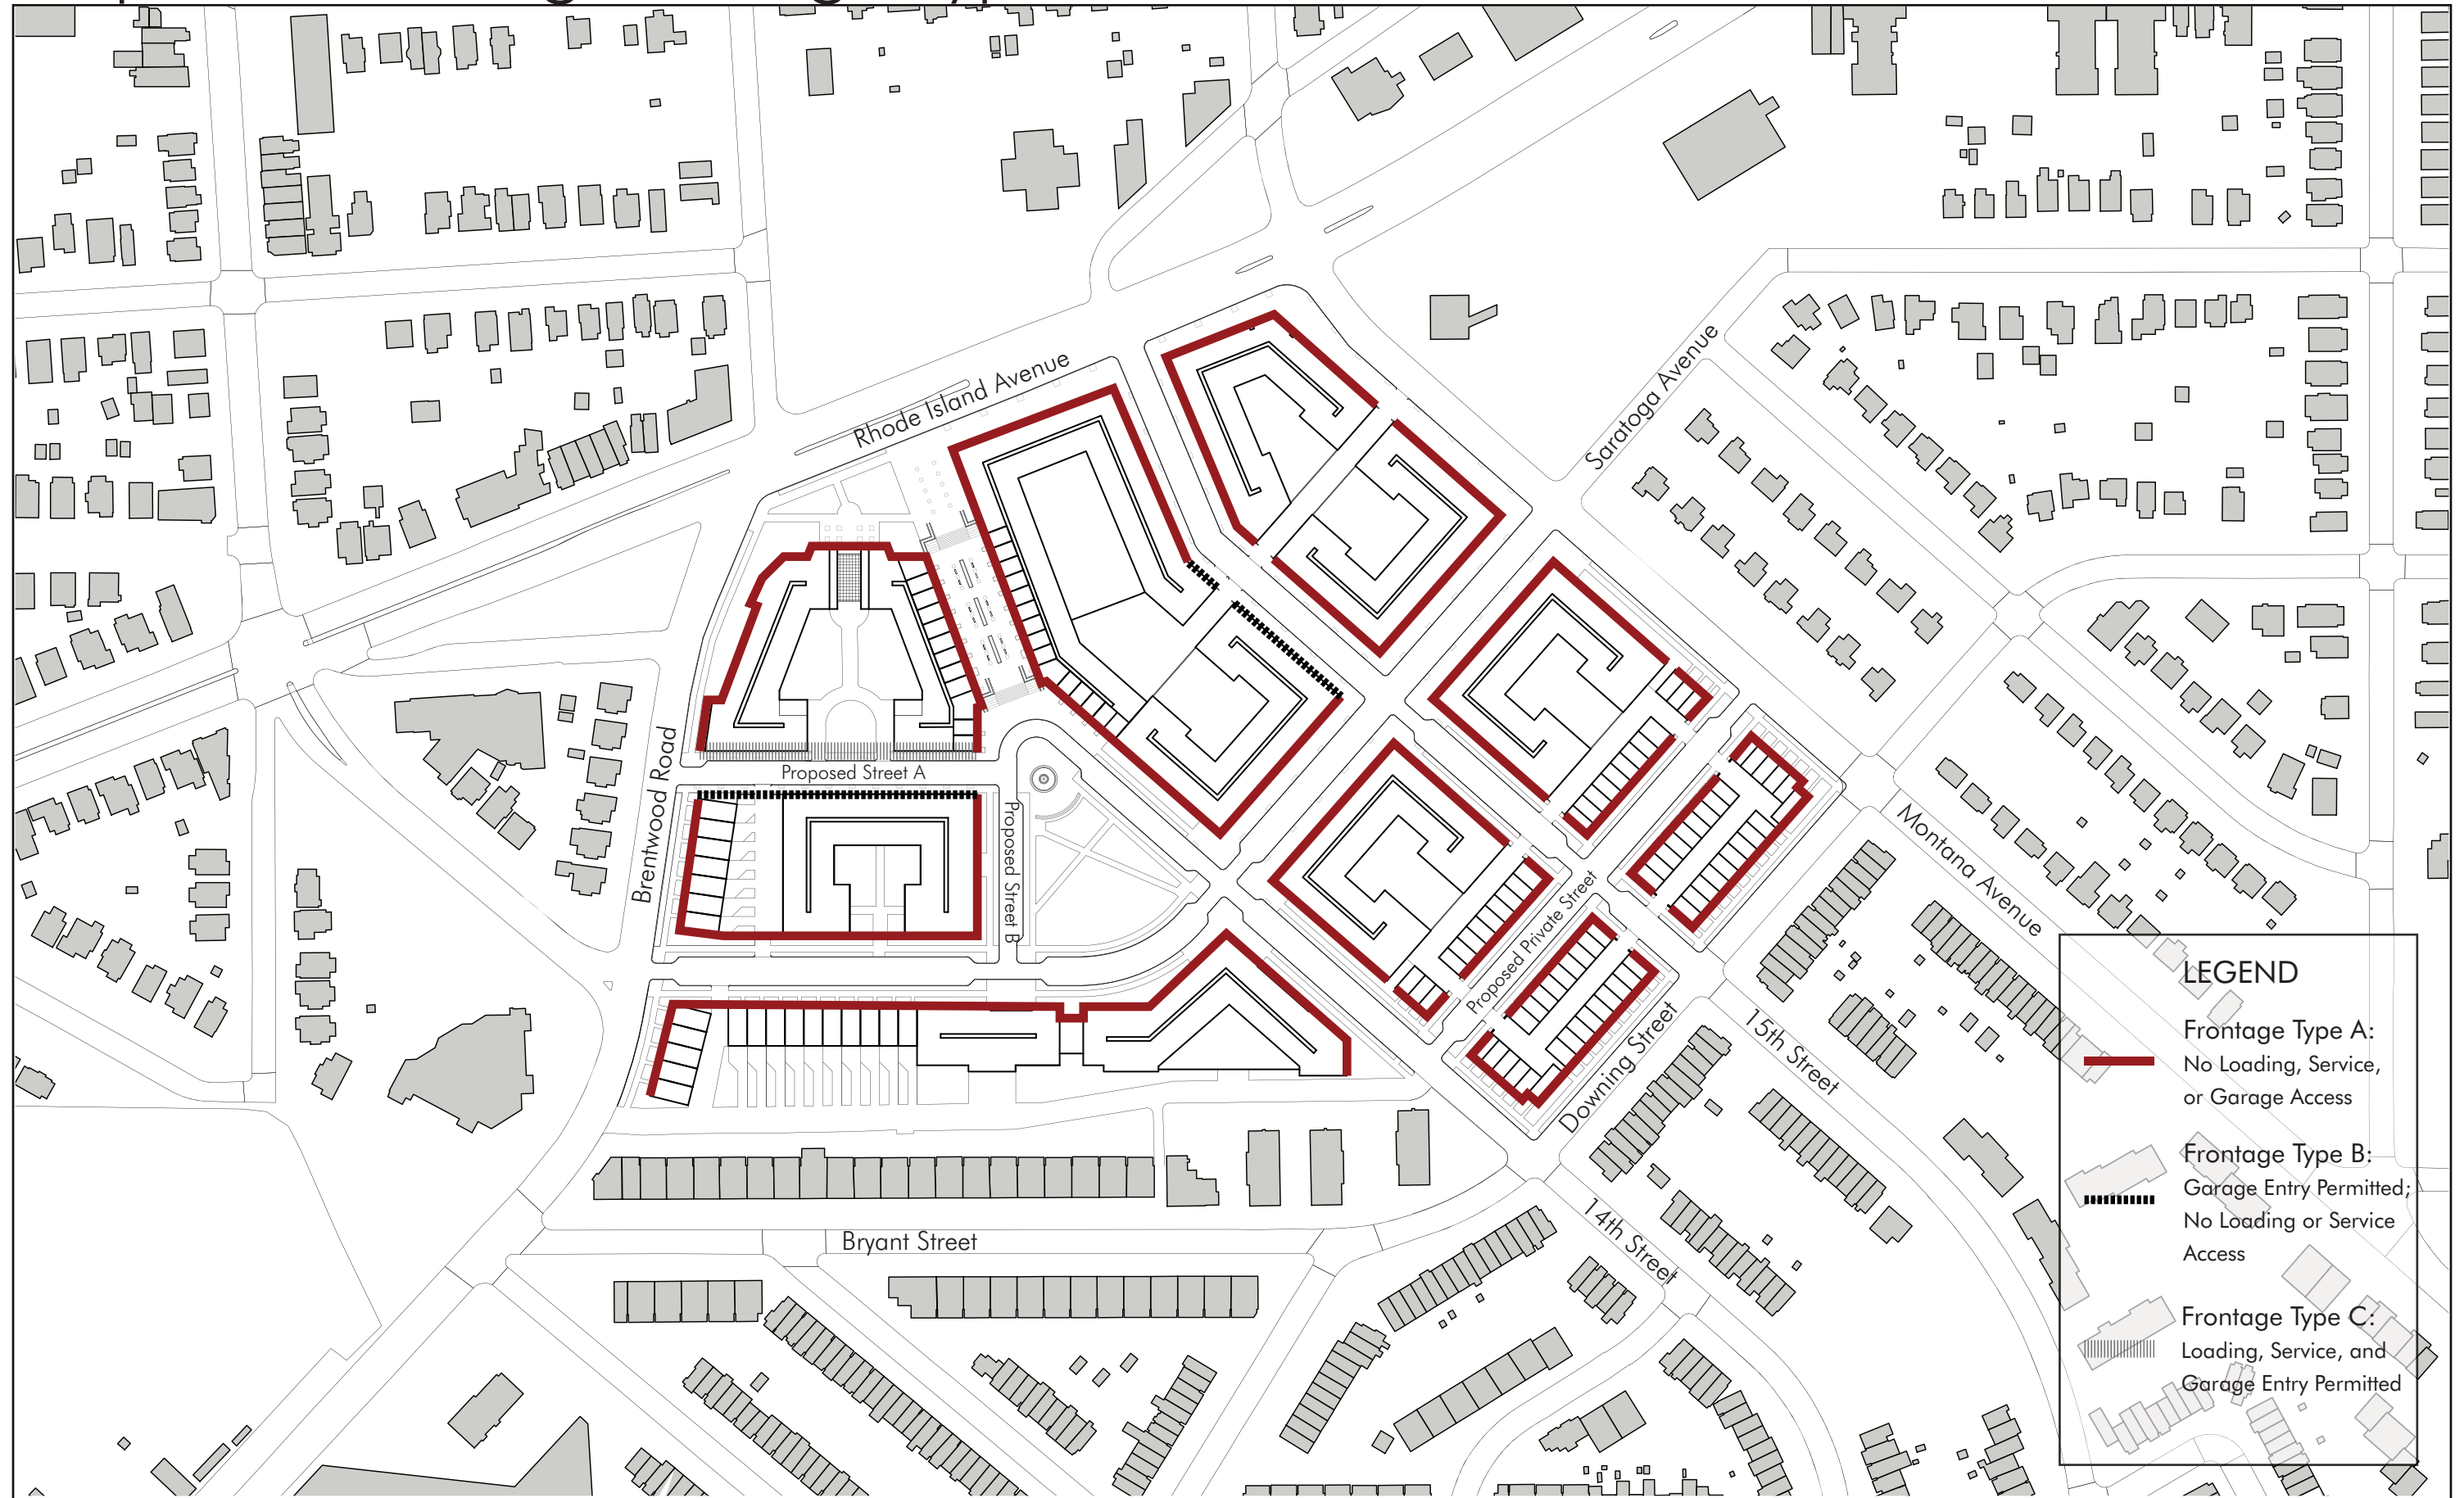 Rhode Island Avenue
Saratoga Avenue
Brentwood Road
Proposed Street A
Proposed Street B
Proposed Private Street
Montana Avenue
Downing Street
15th Street
14th Street
Bryant Street
LEGEND
Frontage Type A:
No Loading, Service,
or Garage Access
Frontage Type B:
Garage Entry Permitted;
No Loading or Service
Access
Frontage Type C:
Loading, Service, and
Garage Entry Permitted